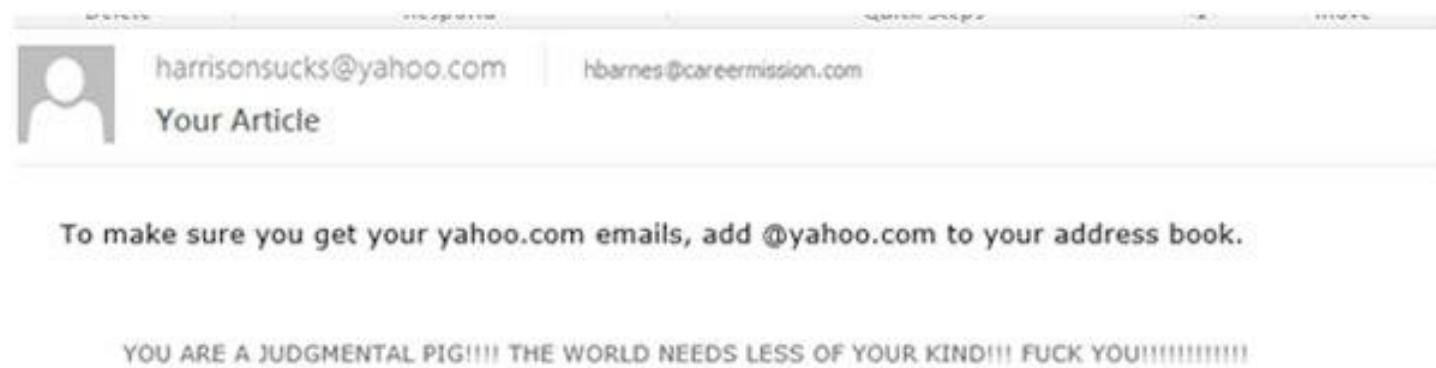 harrisonsucks@yahoo.com hbarnes@careermission.com
Your Article
To make sure you get your yahoo.com emails, add @yahoo.com to your address book.
YOU ARE A JUDGMENTAL PIG!!!! THE WORLD NEEDS LESS OF YOUR KIND!!! FUCK YOU!!!!!!!!!!!!